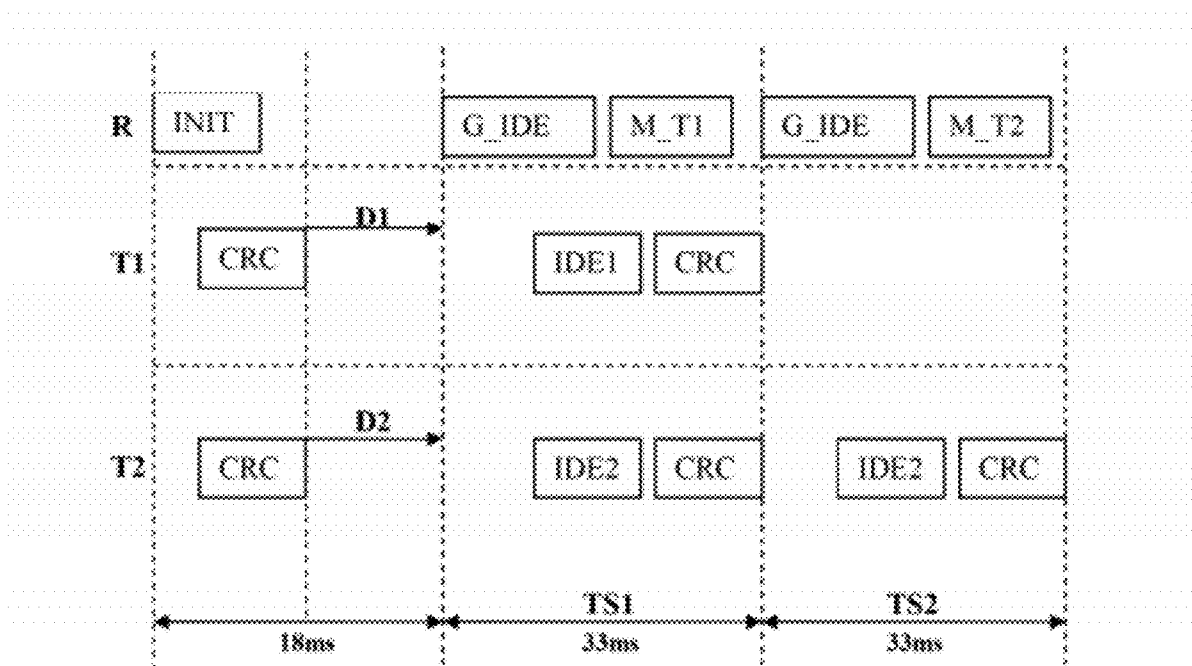 R INIT G_IDE M_T1 G_IDE M_T2
D1
T1 CRC IDE1 CRC
D2
T2 CRC IDE2 CRC IDE2 CRC
TS1 TS2
18ms 33ms 33ms